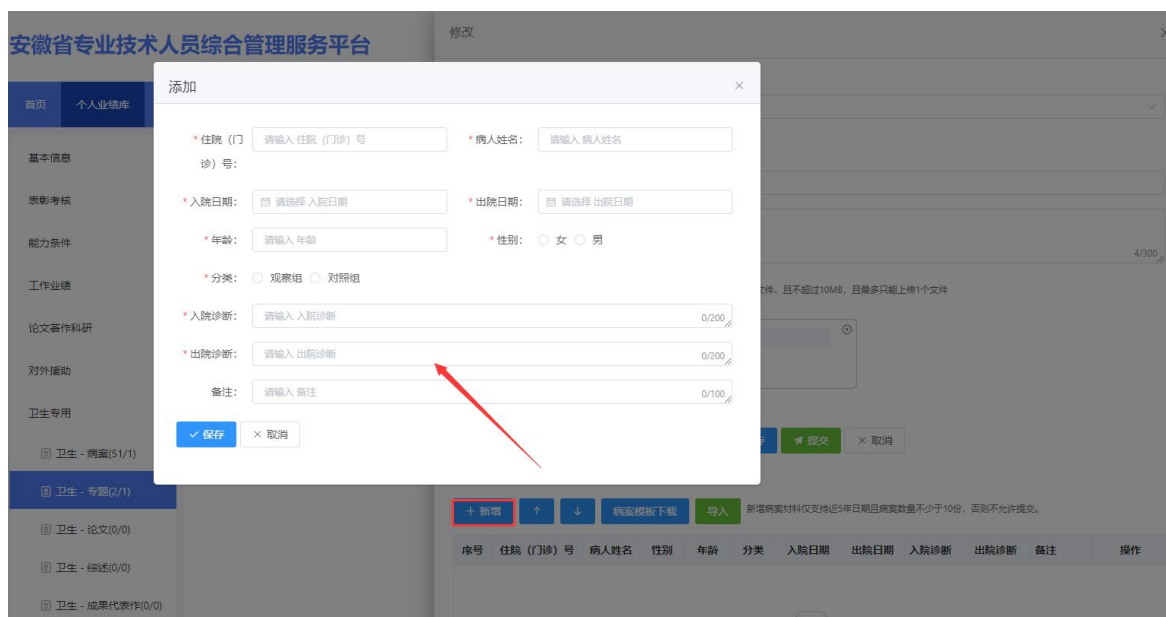 安徽省专业技术人员综合管理服务平台
修改
首页
个人业绩库
添加
基本信息
表彰考核
能力条件
工作业绩
论文著作科研
对外援助
卫生专用
卫生 - 病案(51/1)
卫生 - 专题(2/1)
卫生 - 论文(0/0)
卫生 - 综述(0/0)
卫生 - 成果代表作(0/0)
* 住院（门诊）号： 请输入 住院（门诊）号
* 病人姓名： 请输入 病人姓名
* 入院日期： 请选择 入院日期
* 出院日期： 请选择 出院日期
* 年龄： 请输入 年龄
* 性别： 女 男
* 分类： 观察组 对照组
* 入院诊断： 请输入 入院诊断 0/200
* 出院诊断： 请输入 出院诊断 0/200
备注： 请输入 备注 0/100
保存 取消
4/300
文件，且不超过10MB，且最多只能上传1个文件
提交 取消
+ 新增 ↑ ↓ 病案模板下载 导入 新增病案材料仅支持近5年日期且病案数量不少于10份，否则不允许提交。
序号 住院（门诊）号 病人姓名 性别 年龄 分类 入院日期 出院日期 入院诊断 出院诊断 备注 操作